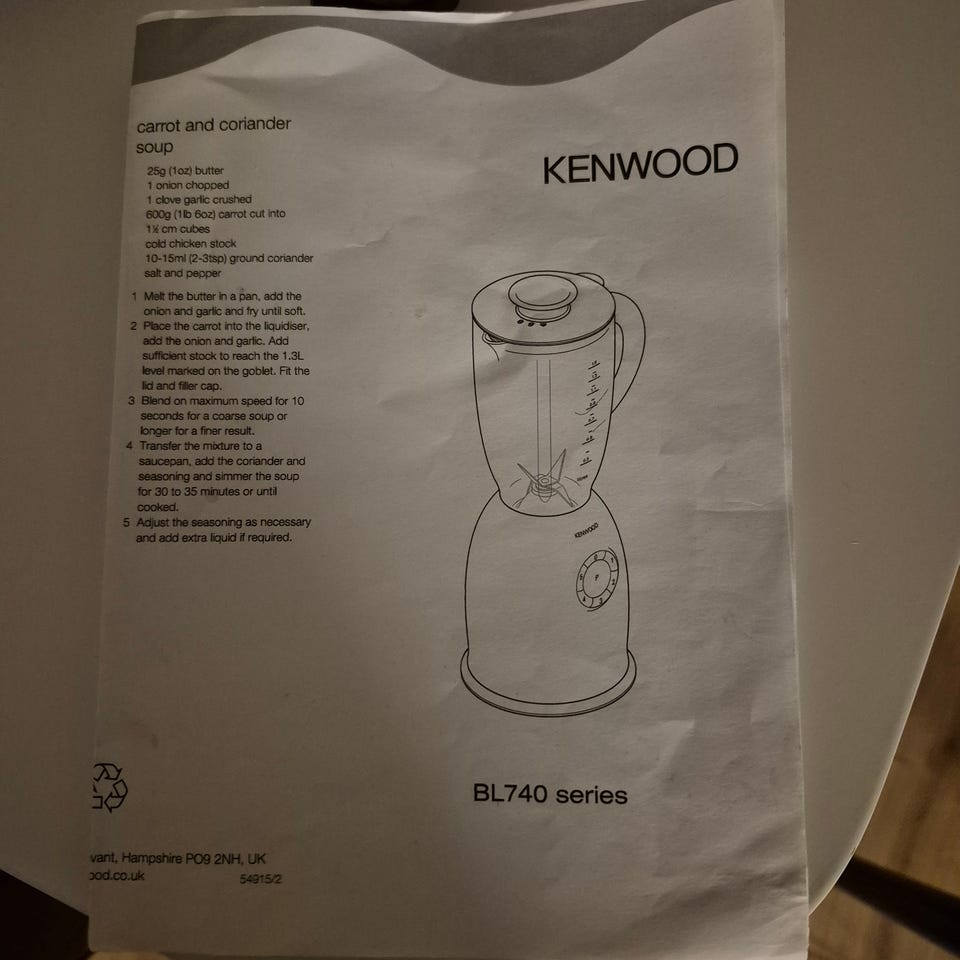 carrot and coriander
soup
25g (1oz) butter
1 onion chopped
1 clove garlic crushed
600g (1lb 6oz) carrot cut into
1½ cm cubes
cold chicken stock
10-15ml (2-3tsp) ground coriander
salt and pepper
1 Melt the butter in a pan, add the
onion and garlic and fry until soft.
2 Place the carrot into the liquidiser,
add the onion and garlic. Add
sufficient stock to reach the 1.3L
level marked on the goblet. Fit the
lid and filler cap.
3 Blend on maximum speed for 10
seconds for a coarse soup or
longer for a finer result.
4 Transfer the mixture to a
saucepan, add the coriander and
seasoning and simmer the soup
for 30 to 35 minutes or until
cooked.
5 Adjust the seasoning as necessary
and add extra liquid if required.
vant, Hampshire PO9 2NH, UK
ood.co.uk
54915/2
KENWOOD
KENWOOD
P
BL740 series